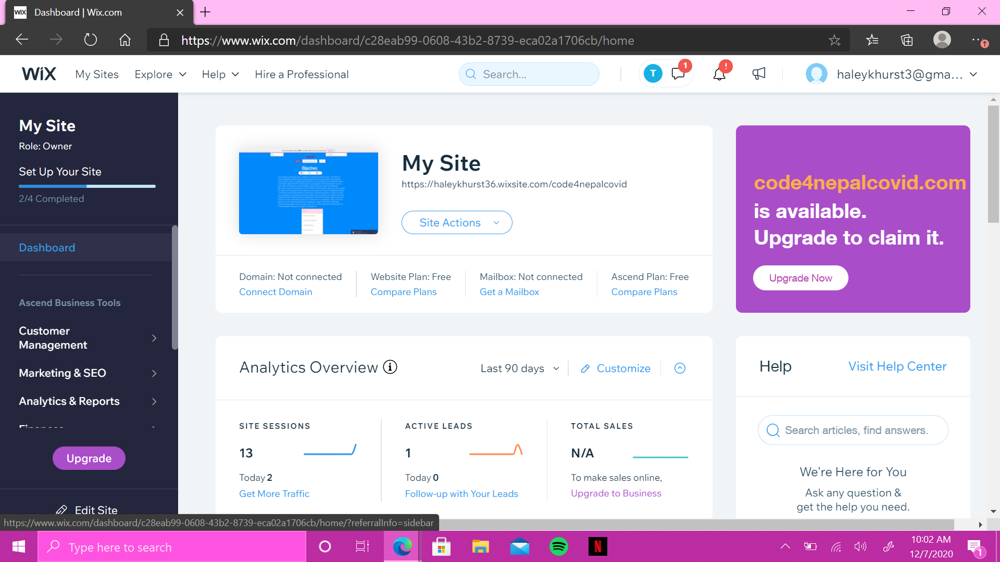 WIX Dashboard | Wix.com
https://www.wix.com/dashboard/c28eab99-0608-43b2-8739-eca02a1706cb/home
WIX My Sites Explore Help Hire a Professional Search... T 1 ! haleykhurst3@gma...
My Site
Role: Owner
Set Up Your Site
2/4 Completed
Dashboard
Ascend Business Tools
Customer
Management
Marketing & SEO
Analytics & Reports
Finances
Upgrade
Edit Site
Objectives
My Site
https://haleykhurst36.wixsite.com/code4nepalcovid
Site Actions
Domain: Not connected
Connect Domain
Website Plan: Free
Compare Plans
Mailbox: Not connected
Get a Mailbox
Ascend Plan: Free
Compare Plans
code4nepalcovid.com
is available.
Upgrade to claim it.
Upgrade Now
Analytics Overview Last 90 days Customize
SITE SESSIONS
13
Today 2
Get More Traffic
ACTIVE LEADS
1
Today 0
Follow-up with Your Leads
TOTAL SALES
N/A
To make sales online,
Upgrade to Business
Help Visit Help Center
Search articles, find answers.
We're Here for You
Ask any question &
get the help you need.
https://www.wix.com/dashboard/c28eab99-0608-43b2-8739-eca02a1706cb/home/?referralInfo=sidebar
Type here to search
N
10:02 AM
12/7/2020
1